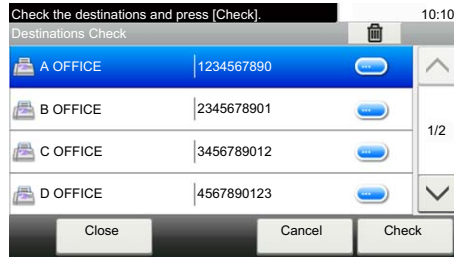 Check the destinations and press [Check]. 10:10
Destinations Check
A OFFICE 1234567890
B OFFICE 2345678901
1/2
C OFFICE 3456789012
D OFFICE 4567890123
Close Cancel Check